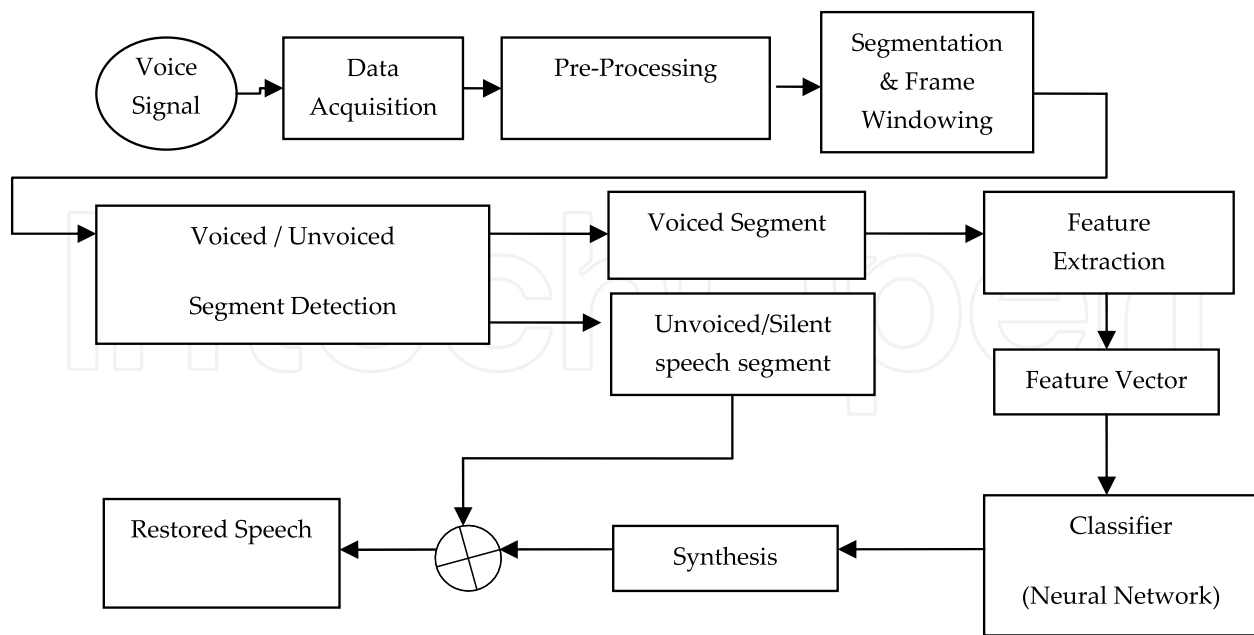 Voice
Signal
Data
Acquisition
Pre-Processing
Segmentation
& Frame
Windowing
Voiced / Unvoiced
Segment Detection
Voiced Segment
Feature
Extraction
Unvoiced/Silent
speech segment
Feature Vector
Restored Speech
Synthesis
Classifier
(Neural Network)
IntechOpen